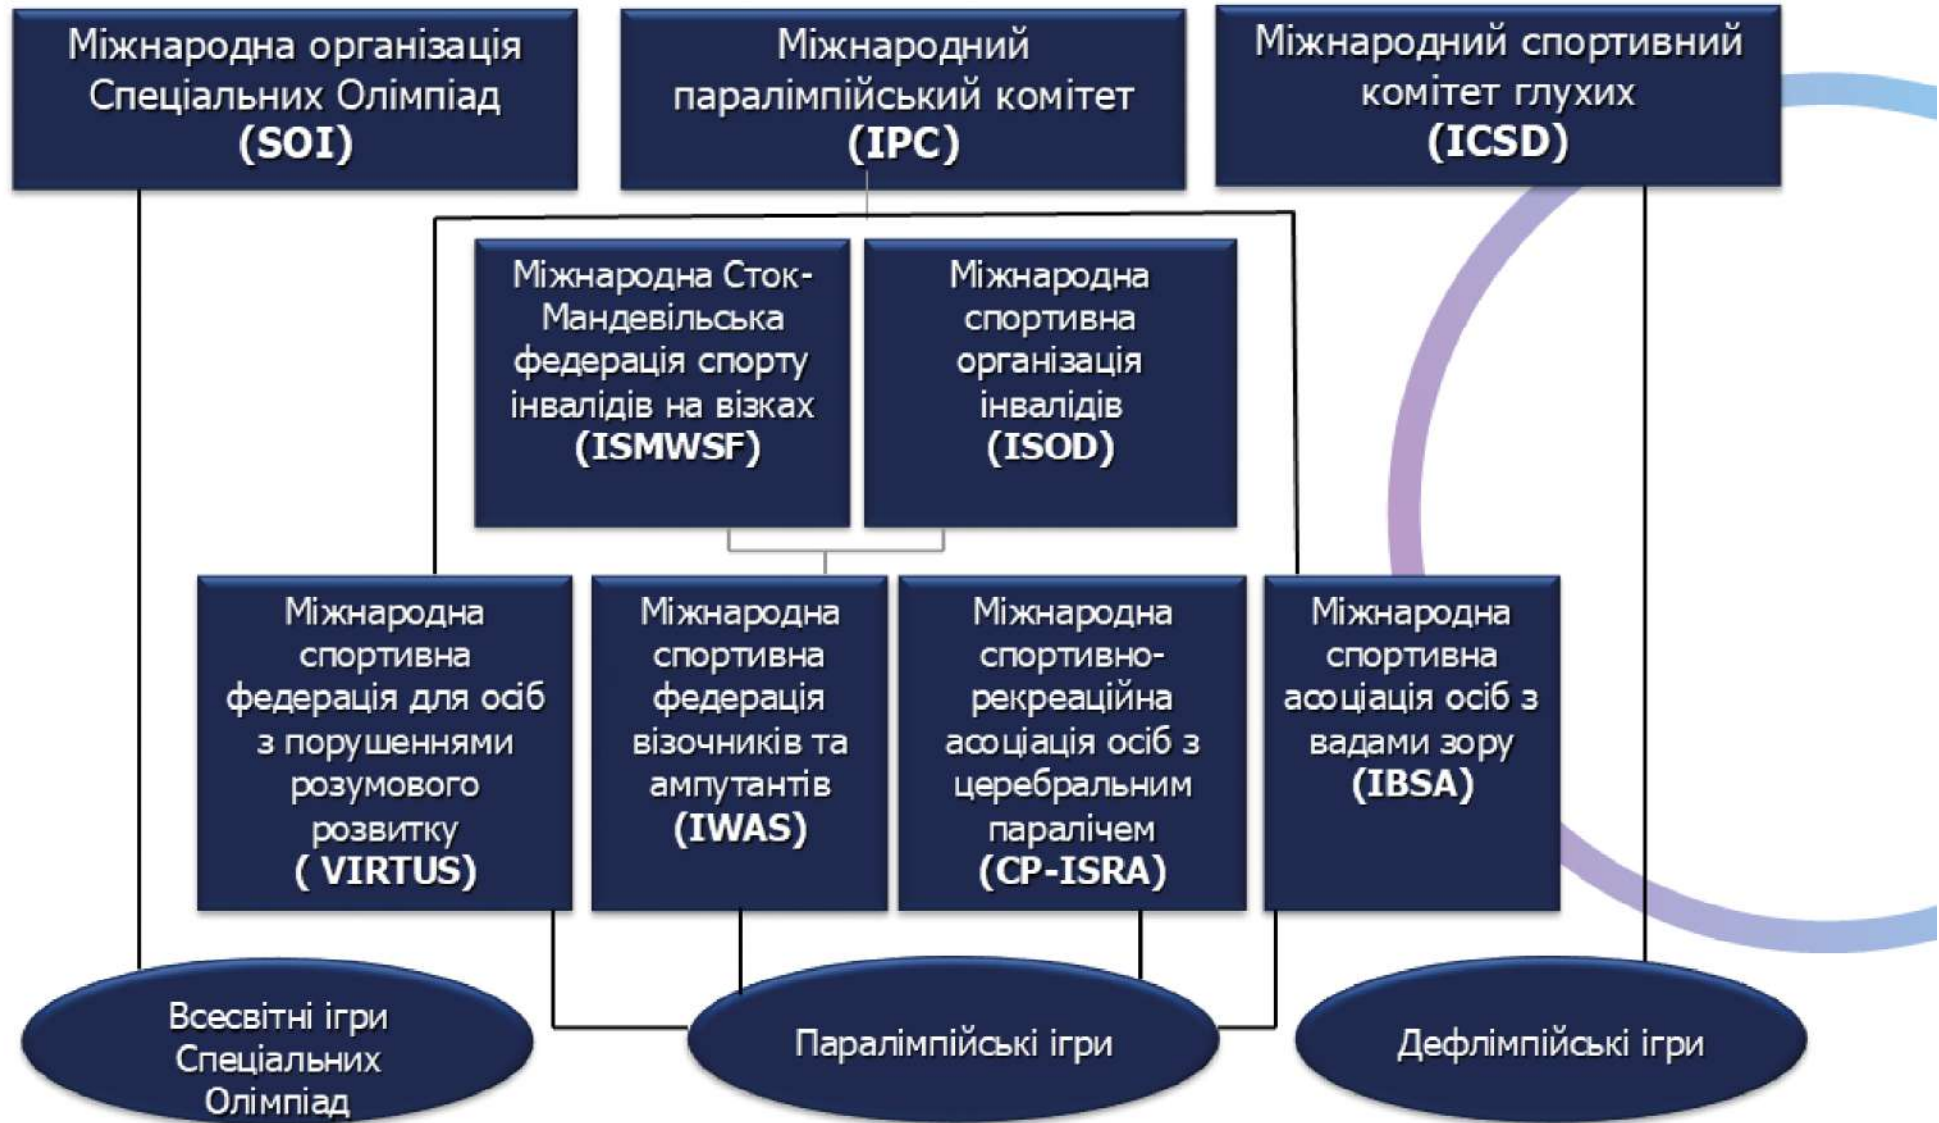 Міжнародна організація
Спеціальних Олімпіад
(SOI)
Міжнародний
паралімпійський комітет
(IPC)
Міжнародний спортивний
комітет глухих
(ICSD)
Міжнародна Сток-
Мандевільська
федерація спорту
інвалідів на візках
(ISMWSF)
Міжнародна
спортивна
організація
інвалідів
(ISOD)
Міжнародна
спортивна
федерація для осіб
з порушеннями
розумового
розвитку
( VIRTUS)
Міжнародна
спортивна
федерація
візочників та
ампутантів
(IWAS)
Міжнародна
спортивно-
рекреаційна
асоціація осіб з
церебральним
паралічем
(CP-ISRA)
Міжнародна
спортивна
асоціація осіб з
вадами зору
(IBSA)
Всесвітні ігри
Спеціальних
Олімпіад
Паралімпійські ігри
Дефлімпійські ігри